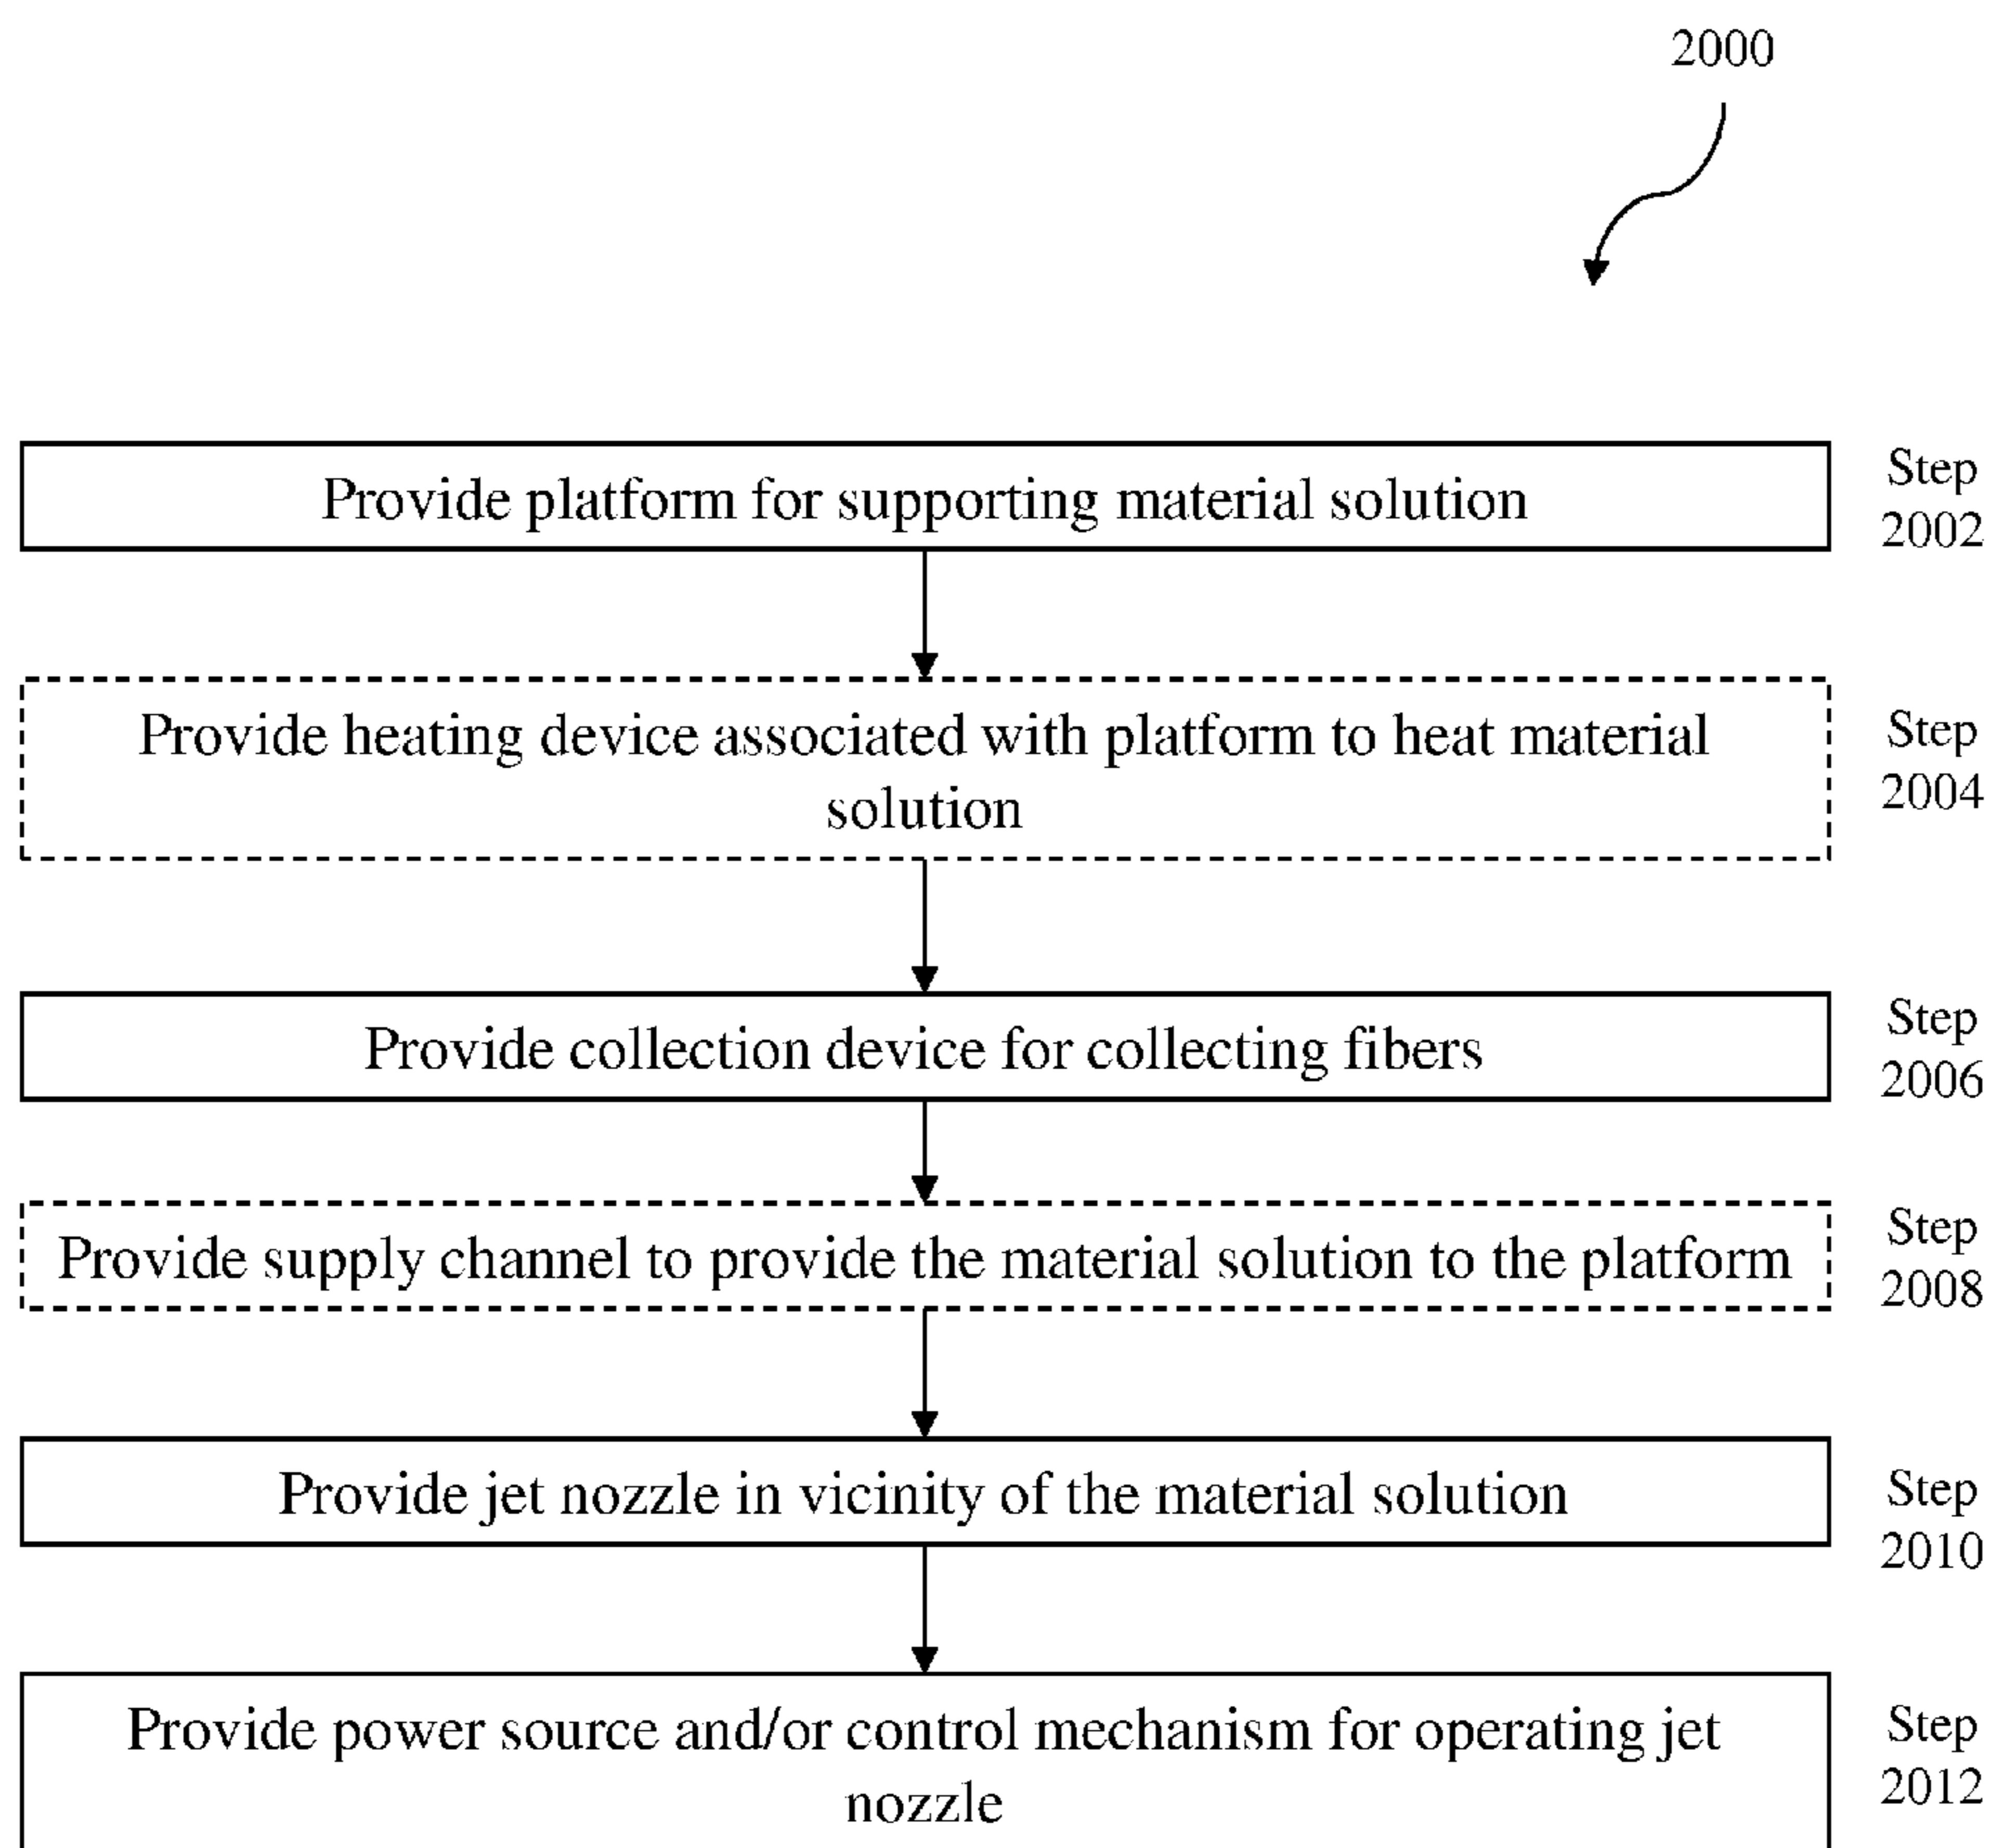 2000
Provide platform for supporting material solution
Step
2002
Provide heating device associated with platform to heat material
solution
Step
2004
Provide collection device for collecting fibers
Step
2006
Provide supply channel to provide the material solution to the platform
Step
2008
Provide jet nozzle in vicinity of the material solution
Step
2010
Provide power source and/or control mechanism for operating jet
nozzle
Step
2012